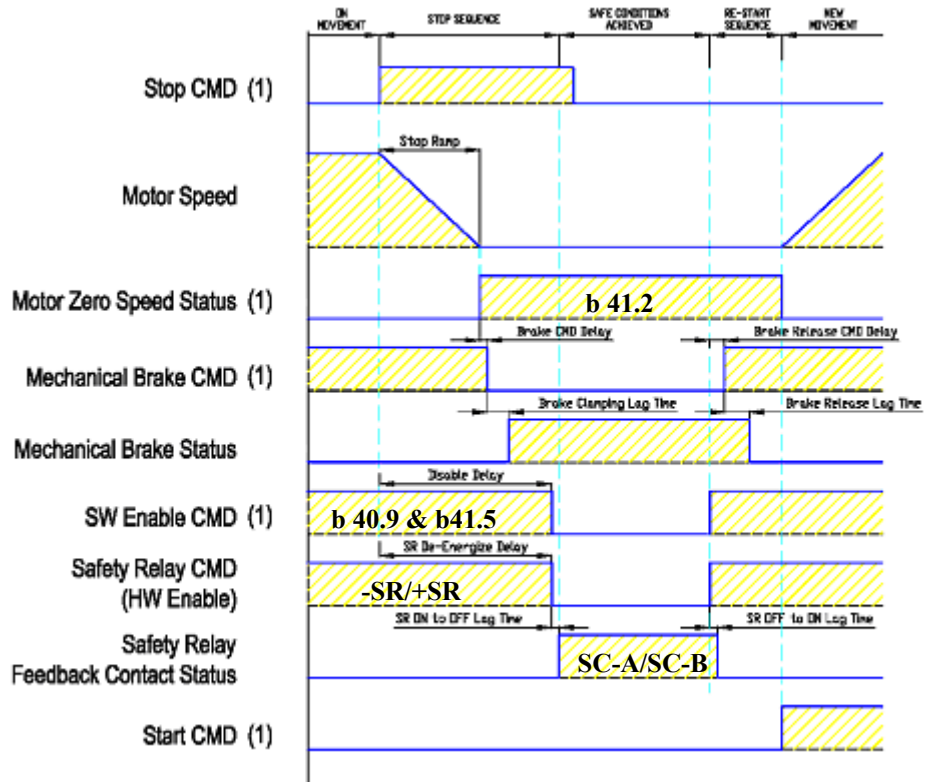 ON MOVEMENT
STOP SEQUENCE
SAFE CONDITIONS ACHIEVED
RE-START SEQUENCE
NEW MOVEMENT
Stop CMD (1)
Stop Ramp
Motor Speed
Motor Zero Speed Status (1)
b 41.2
Brake CMD Delay
Brake Release CMD Delay
Mechanical Brake CMD (1)
Brake Clamping Lag Time
Brake Release Lag Time
Mechanical Brake Status
Disable Delay
SW Enable CMD (1)
b 40.9 & b41.5
SR De-Energize Delay
Safety Relay CMD
(HW Enable)
-SR/+SR
SR ON to OFF Lag Time
SR OFF to ON Lag Time
Safety Relay
Feedback Contact Status
SC-A/SC-B
Start CMD (1)